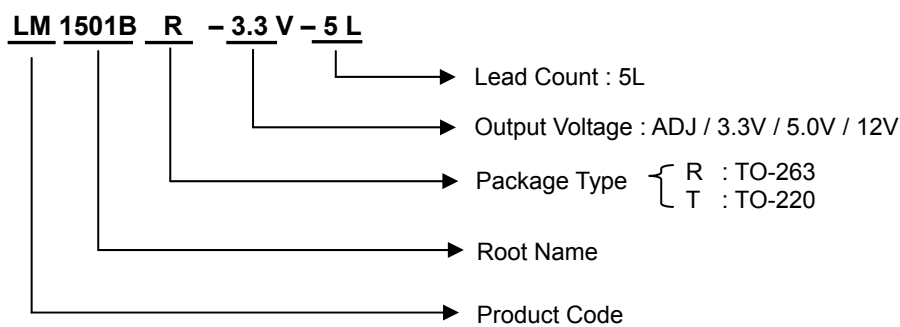 LM 1501B R – 3.3 V – 5 L
Lead Count : 5L
Output Voltage : ADJ / 3.3V / 5.0V / 12V
Package Type { R : TO-263
T : TO-220
Root Name
Product Code